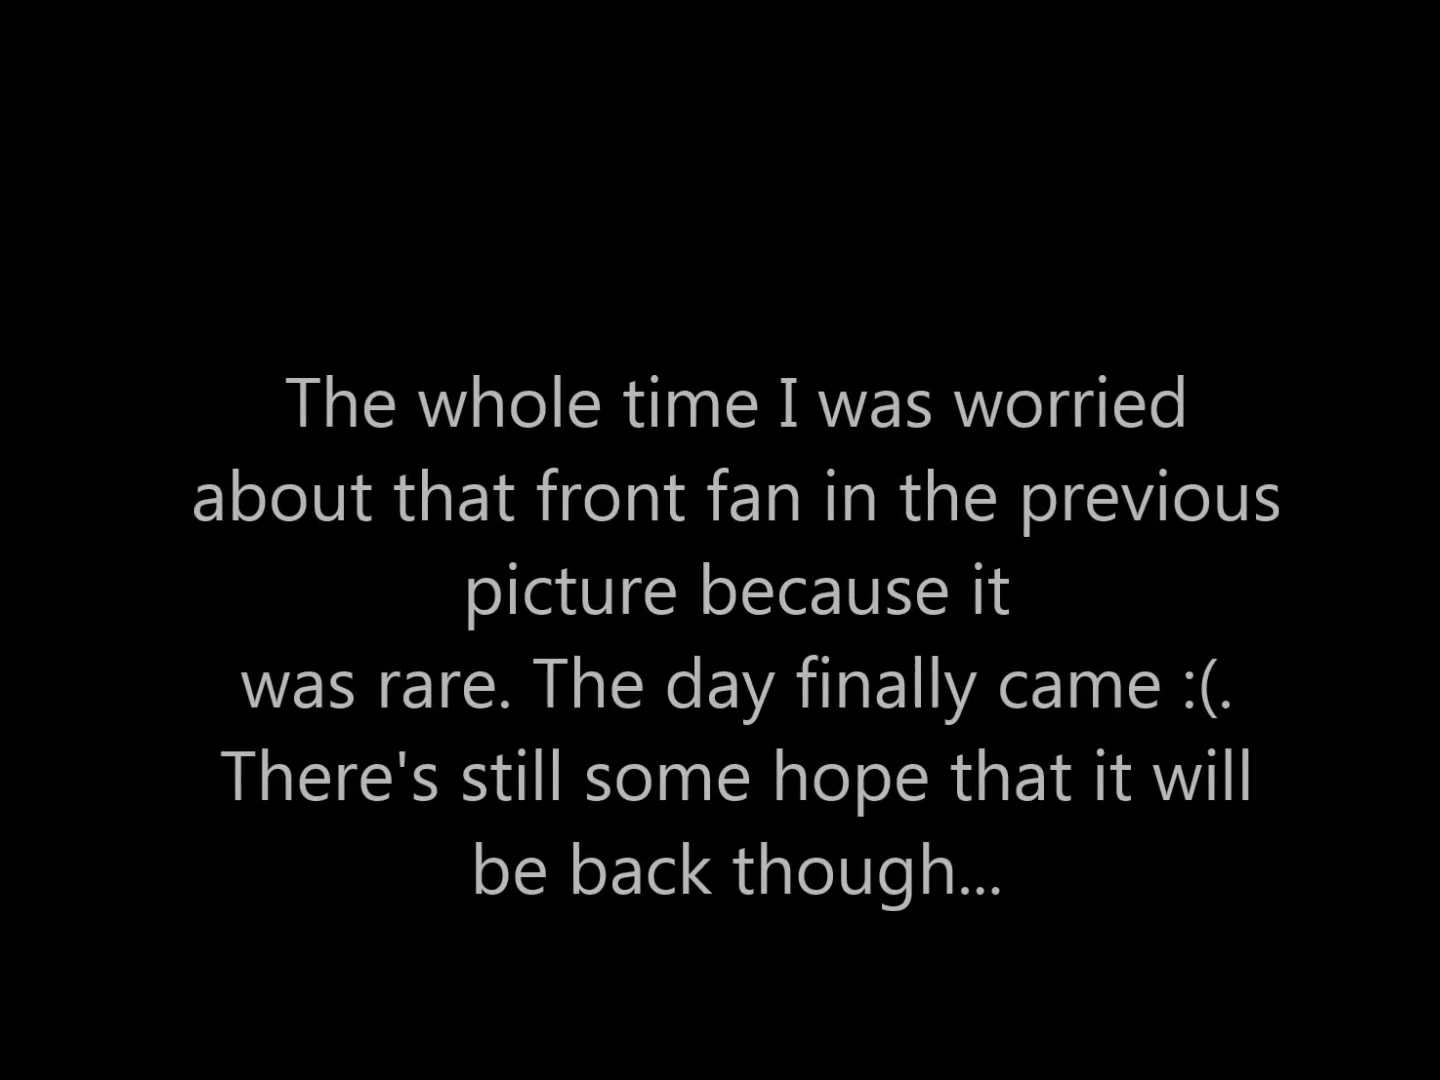 The whole time I was worried
about that front fan in the previous
picture because it
was rare. The day finally came :(.
There's still some hope that it will
be back though...